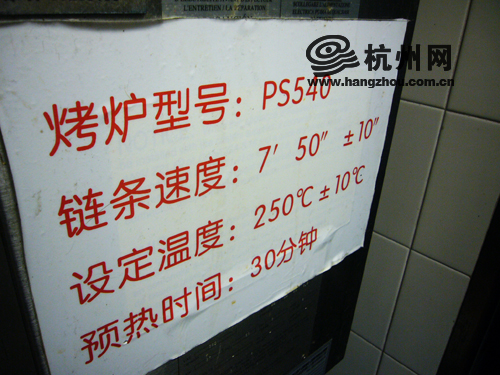 L'ENTRETIEN
杭州网
www.hangzhou.com.cn
烤炉型号：PS540
链条速度：7′ 50″ ±10″
设定温度：250℃±10℃
预热时间：30分钟